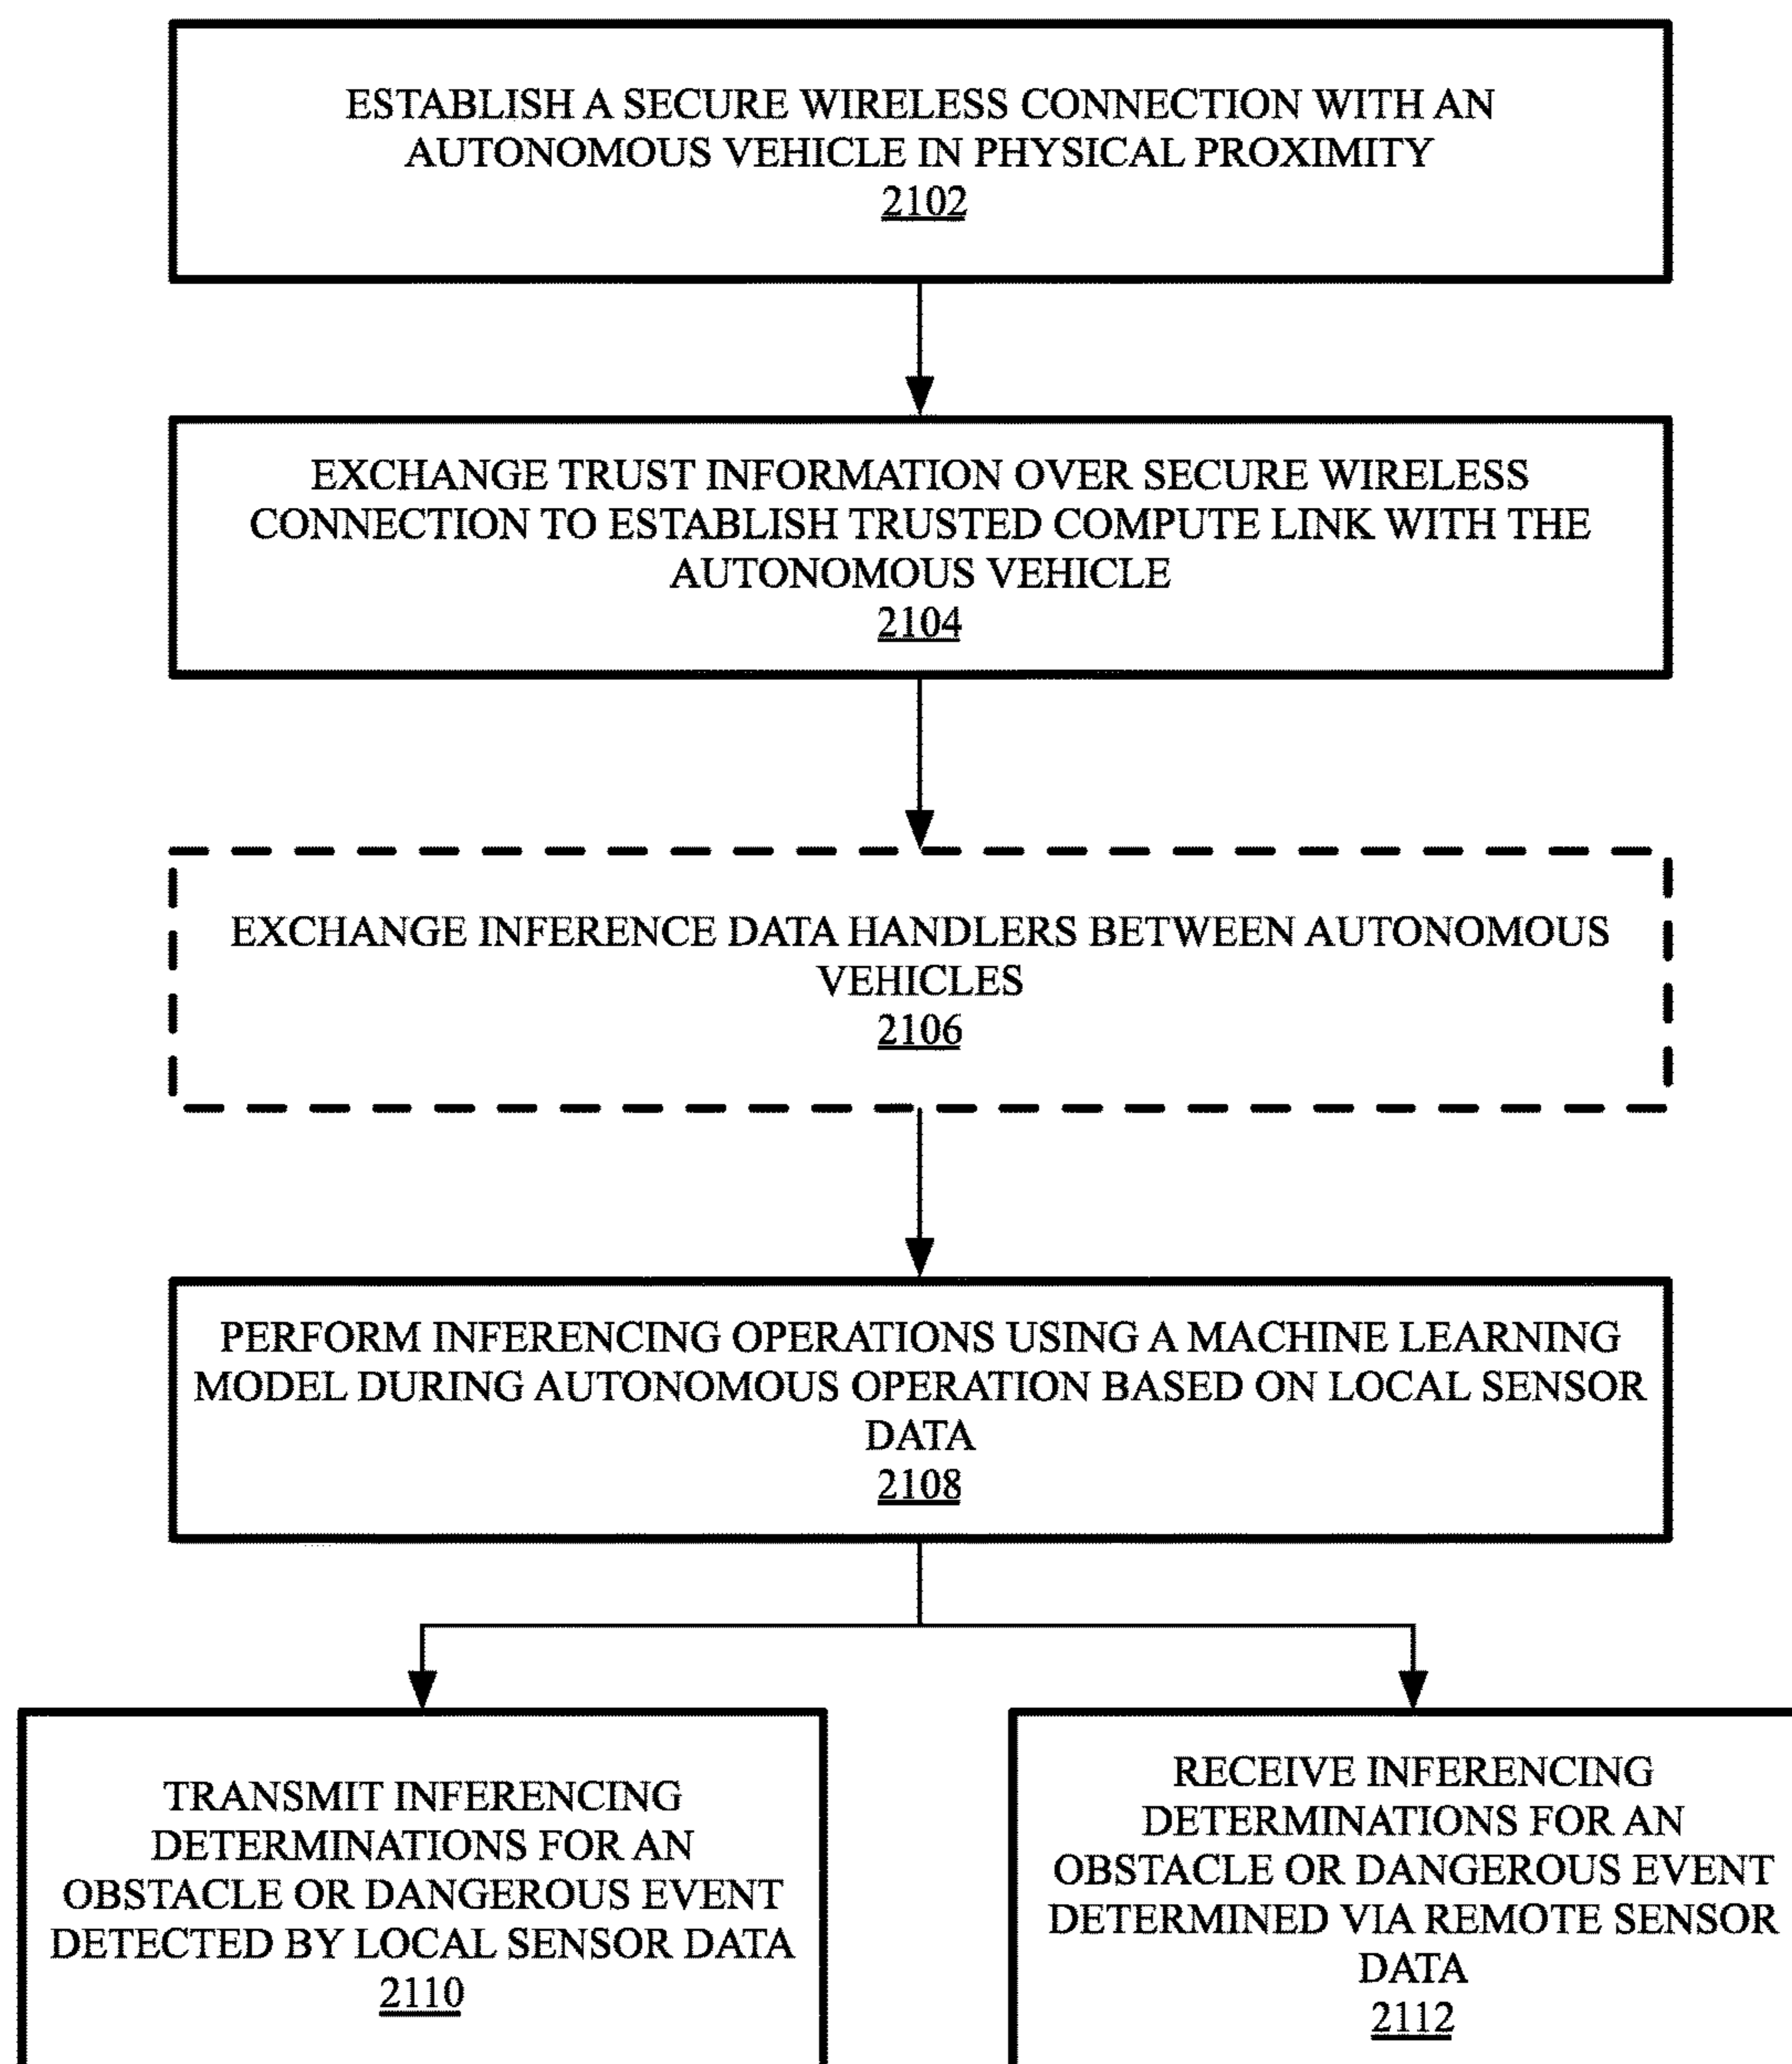 ESTABLISH A SECURE WIRELESS CONNECTION WITH AN
AUTONOMOUS VEHICLE IN PHYSICAL PROXIMITY
2102
EXCHANGE TRUST INFORMATION OVER SECURE WIRELESS
CONNECTION TO ESTABLISH TRUSTED COMPUTE LINK WITH THE
AUTONOMOUS VEHICLE
2104
EXCHANGE INFERENCE DATA HANDLERS BETWEEN AUTONOMOUS
VEHICLES
2106
PERFORM INFERENCING OPERATIONS USING A MACHINE LEARNING
MODEL DURING AUTONOMOUS OPERATION BASED ON LOCAL SENSOR
DATA
2108
TRANSMIT INFERENCING
DETERMINATIONS FOR AN
OBSTACLE OR DANGEROUS EVENT
DETECTED BY LOCAL SENSOR DATA
2110
RECEIVE INFERENCING
DETERMINATIONS FOR AN
OBSTACLE OR DANGEROUS EVENT
DETERMINED VIA REMOTE SENSOR
DATA
2112